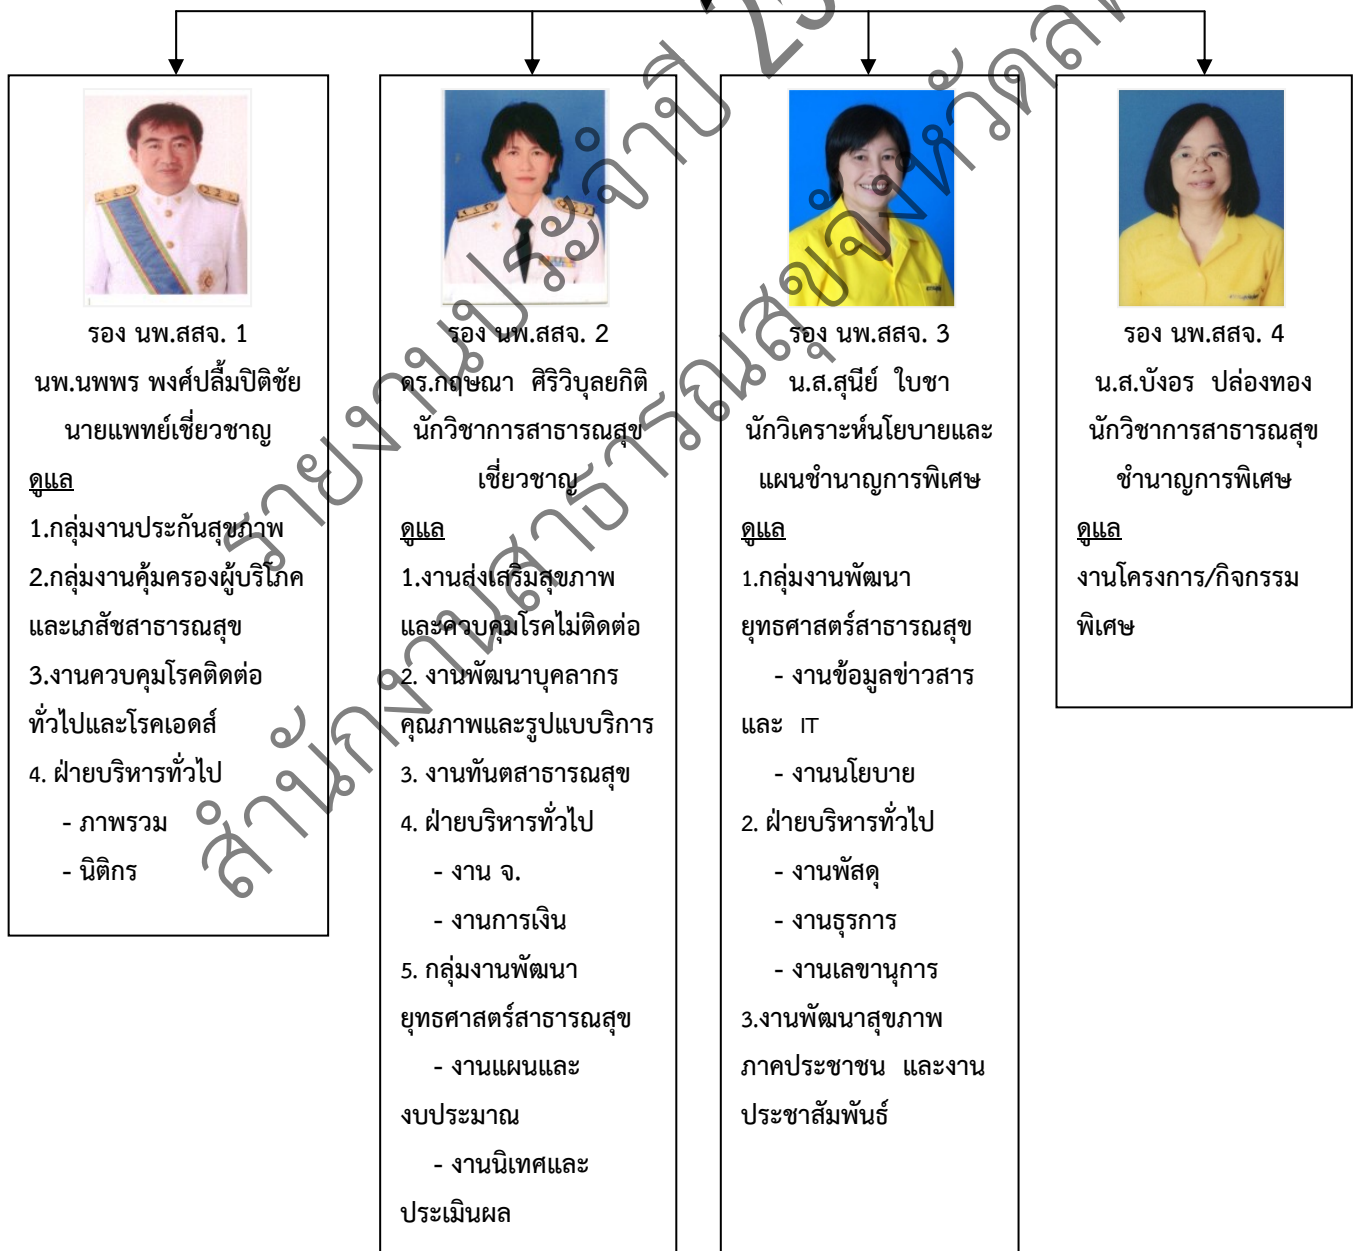 รอง นพ.สสจ. 1
นพ.นพพร พงศ์ปลื้มปิติชัย
นายแพทย์เชี่ยวชาญ
ดูแล
1.กลุ่มงานประกันสุขภาพ
2.กลุ่มงานคุ้มครองผู้บริโภค
และเภสัชสาธารณสุข
3.งานควบคุมโรคติดต่อ
ทั่วไปและโรคเอดส์
4. ฝ่ายบริหารทั่วไป
- ภาพรวม
- นิติกร
รอง นพ.สสจ. 2
ดร.กฤษณา ศิริวิบุลยกิติ
นักวิชาการสาธารณสุข
เชี่ยวชาญ
ดูแล
1.งานส่งเสริมสุขภาพ
และควบคุมโรคไม่ติดต่อ
2. งานพัฒนาบุคลากร
คุณภาพและรูปแบบบริการ
3. งานทันตสาธารณสุข
4. ฝ่ายบริหารทั่วไป
- งาน จ.
- งานการเงิน
5. กลุ่มงานพัฒนา
ยุทธศาสตร์สาธารณสุข
- งานแผนและ
งบประมาณ
- งานนิเทศและ
ประเมินผล
รอง นพ.สสจ. 3
น.ส.สุนีย์ ใบชา
นักวิเคราะห์นโยบายและ
แผนชำนาญการพิเศษ
ดูแล
1.กลุ่มงานพัฒนา
ยุทธศาสตร์สาธารณสุข
- งานข้อมูลข่าวสาร
และ IT
- งานนโยบาย
2. ฝ่ายบริหารทั่วไป
- งานพัสดุ
- งานธุรการ
- งานเลขานุการ
3.งานพัฒนาสุขภาพ
ภาคประชาชน และงาน
ประชาสัมพันธ์
รอง นพ.สสจ. 4
น.ส.บังอร ปล่องทอง
นักวิชาการสาธารณสุข
ชำนาญการพิเศษ
ดูแล
งานโครงการ/กิจกรรม
พิเศษ
รายงานประจำปี
สำนักงานสาธารณสุขจังหวัด